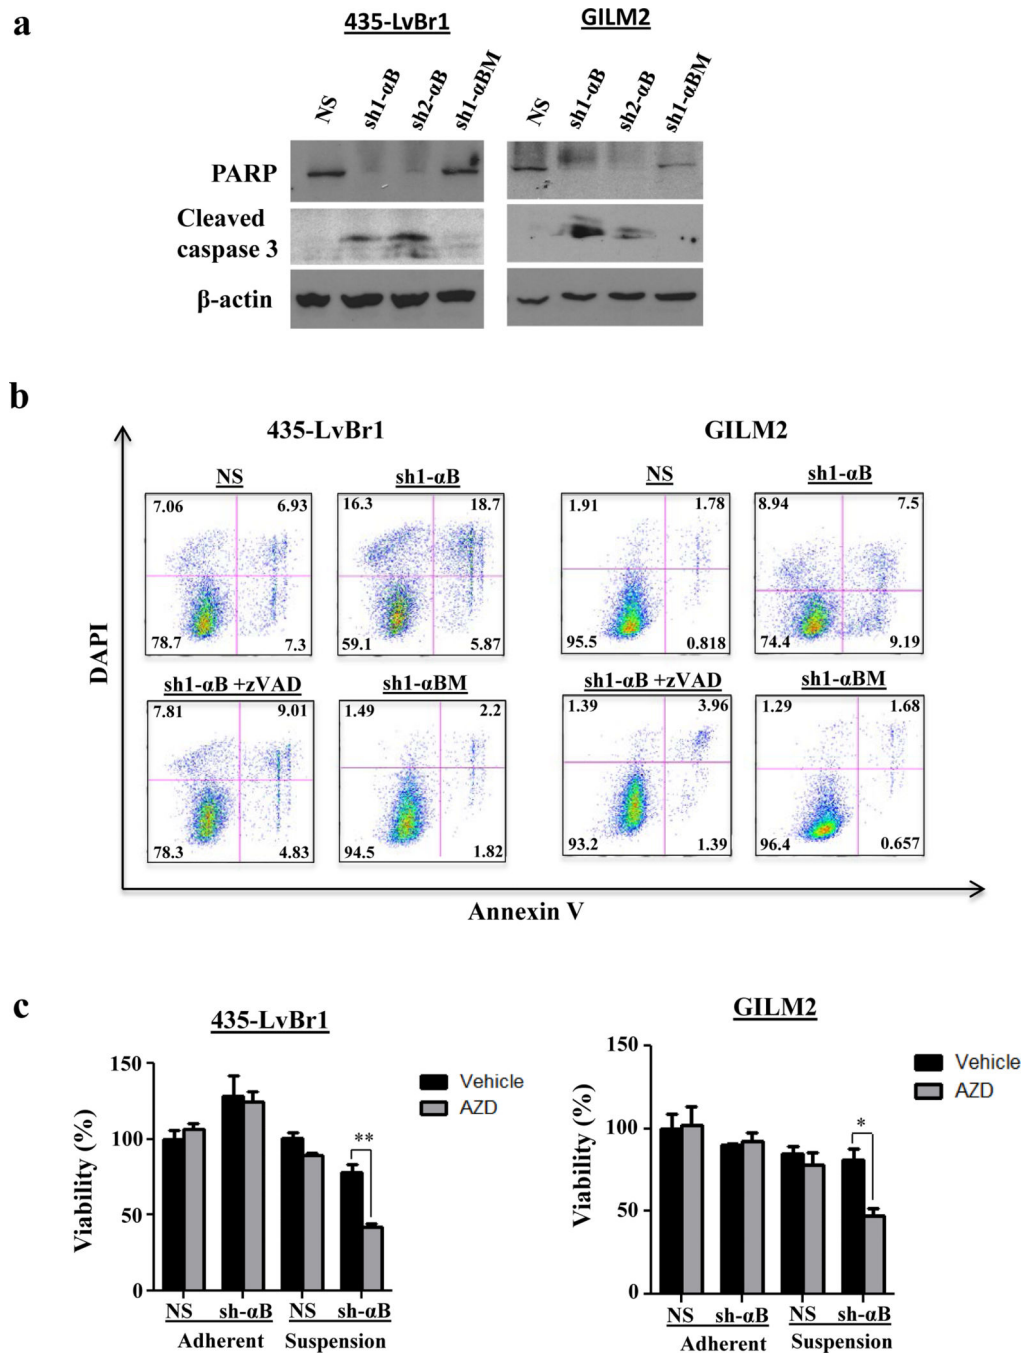 a
435-LvBr1
GILM2
NS
sh1-αB
sh2-αB
sh1-αBM
NS
sh1-αB
sh2-αB
sh1-αBM
PARP
Cleaved
caspase 3
β-actin
b
435-LvBr1
GILM2
NS
sh1-αB
NS
sh1-αB
7.06 6.93
16.3 18.7
1.91 1.78
8.94 7.5
78.7 7.3
59.1 5.87
95.5 0.818
74.4 9.19
sh1-αB +zVAD
sh1-αBM
sh1-αB +zVAD
sh1-αBM
7.81 9.01
1.49 2.2
1.39 3.96
1.29 1.68
78.3 4.83
94.5 1.82
93.2 1.39
96.4 0.657
DAPI
Annexin V
c
435-LvBr1
Viability (%)
150
100
50
0
**
Vehicle
AZD
NS sh-αB NS sh-αB
Adherent Suspension
GILM2
Viability (%)
150
100
50
0
*
Vehicle
AZD
NS sh-αB NS sh-αB
Adherent Suspension